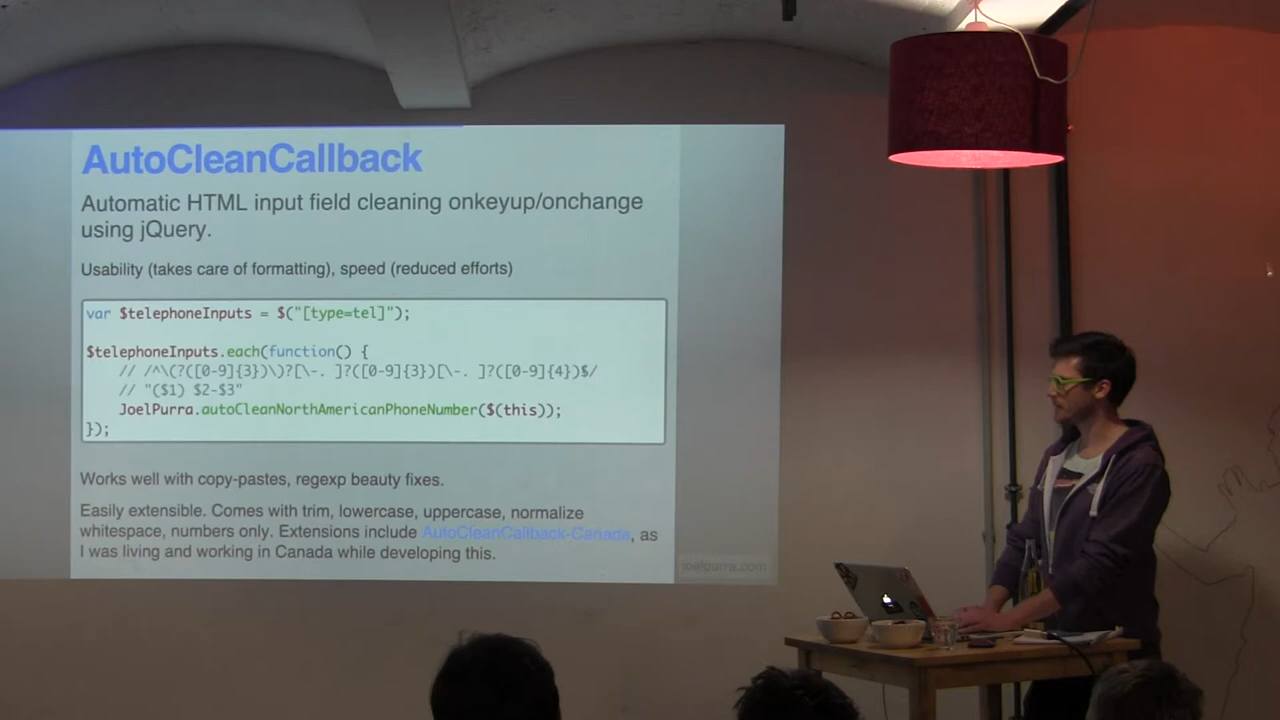 AutoCleanCallback
Automatic HTML input field cleaning onkeyup/onchange
using jQuery.
Usability (takes care of formatting), speed (reduced efforts)
var $telephoneInputs = $("[type=tel]");
$telephoneInputs.each(function() {
// /^\(?([0-9]{3})\)?[\-. ]?([0-9]{3})[\-. ]?([0-9]{4})$/
// "($1) $2-$3"
JoelPurra.autoCleanNorthAmericanPhoneNumber($(this));
});
Works well with copy-pastes, regexp beauty fixes.
Easily extensible. Comes with trim, lowercase, uppercase, normalize
whitespace, numbers only. Extensions include AutoCleanCallback-Canada, as
I was living and working in Canada while developing this.
joelpurra.com